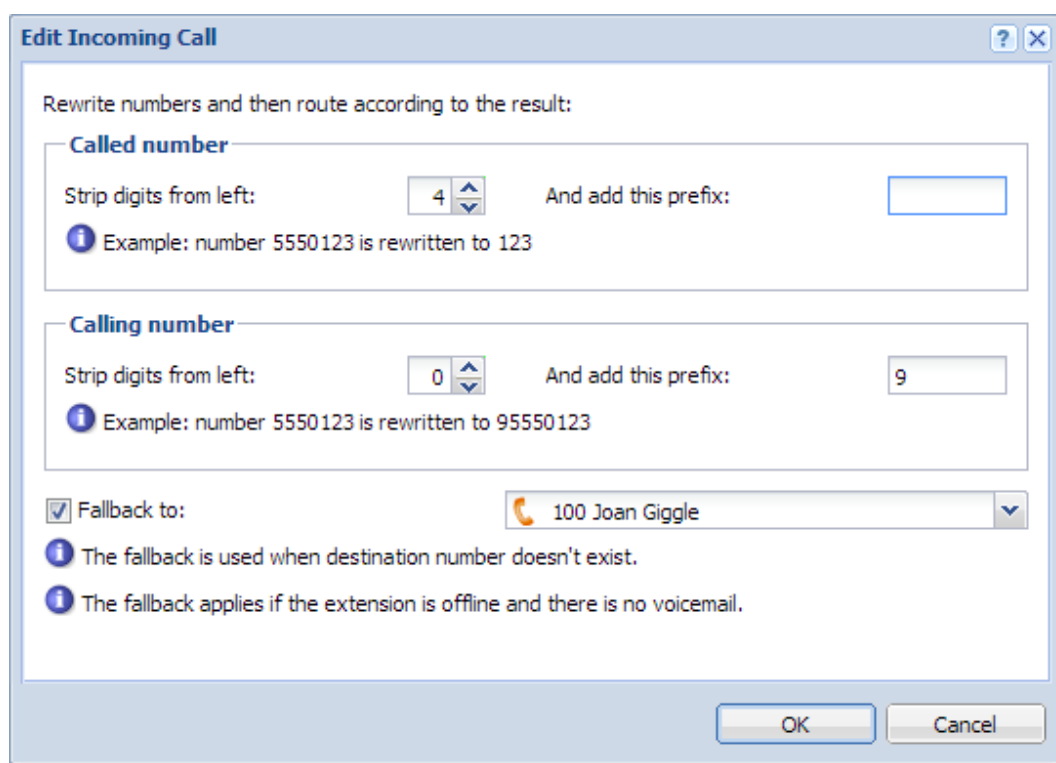 Edit Incoming Call
?
Rewrite numbers and then route according to the result:
Called number
Strip digits from left: 4 And add this prefix:
i Example: number 5550123 is rewritten to 123
Calling number
Strip digits from left: 0 And add this prefix: 9
i Example: number 5550123 is rewritten to 95550123
Fallback to: 100 Joan Giggle
i The fallback is used when destination number doesn't exist.
i The fallback applies if the extension is offline and there is no voicemail.
OK Cancel